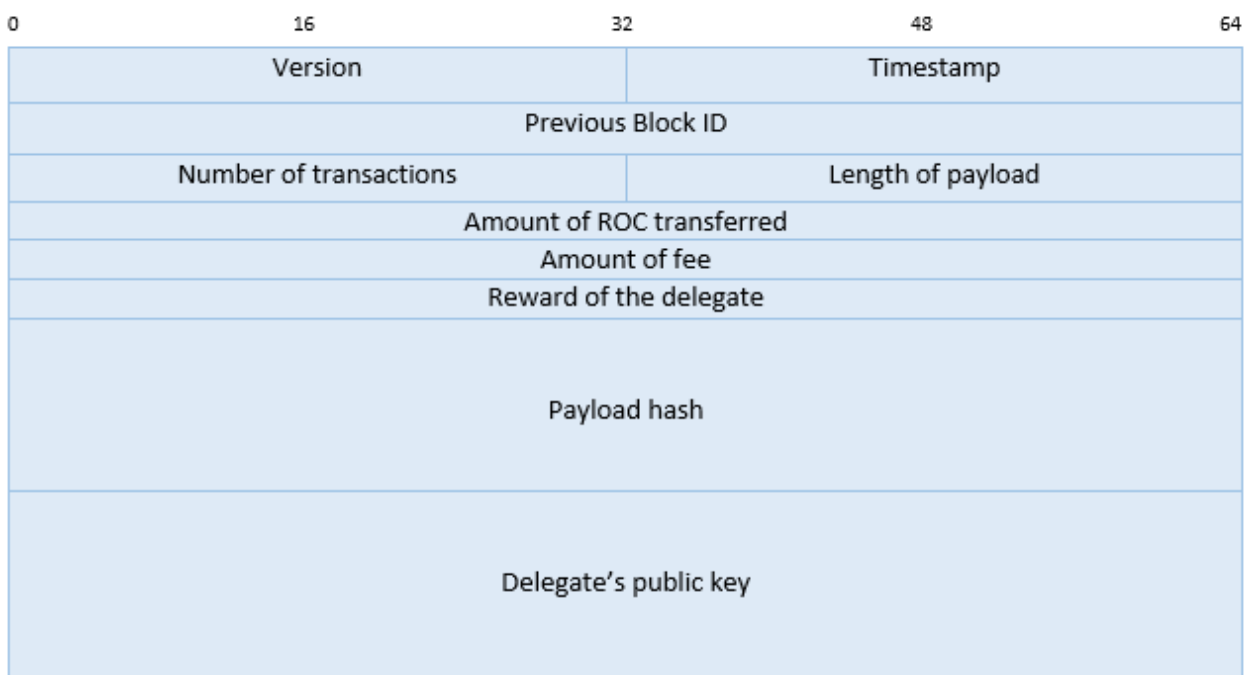 0 16 32 48 64
Version Timestamp
Previous Block ID
Number of transactions Length of payload
Amount of ROC transferred
Amount of fee
Reward of the delegate
Payload hash
Delegate’s public key